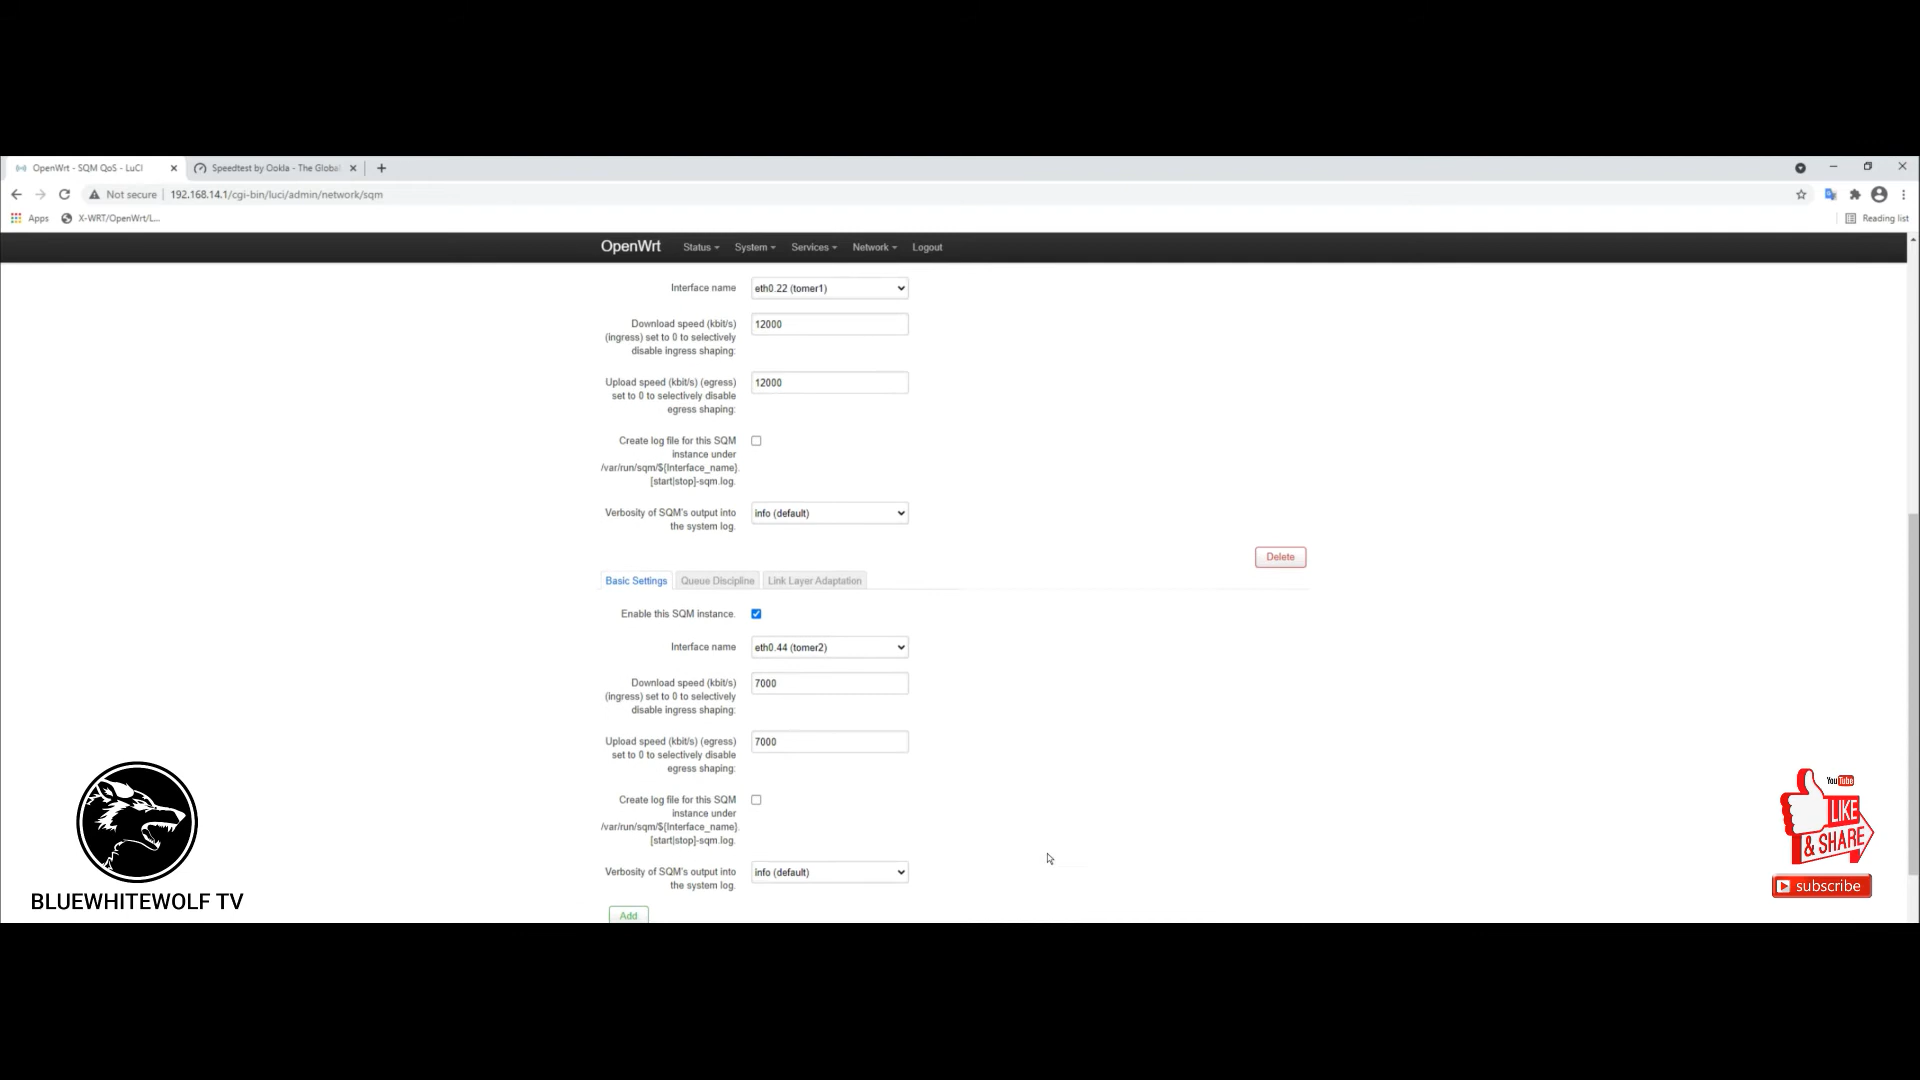 OpenWrt - SQM QoS - LuCI
Speedtest by Ookla - The Global
Not secure
192.168.14.1/cgi-bin/luci/admin/network/sqm
Apps
X-WRT/OpenWrt/L...
Reading list
OpenWrt
Status
System
Services
Network
Logout
Interface name
eth0.22 (tomer1)
Download speed (kbit/s)
(ingress) set to 0 to selectively
disable ingress shaping:
12000
Upload speed (kbit/s) (egress)
set to 0 to selectively disable
egress shaping:
12000
Create log file for this SQM
instance under
/var/run/sqm/${Interface_name}.
[start|stop]-sqm.log.
Verbosity of SQM's output into
the system log.
info (default)
Delete
Basic Settings
Queue Discipline
Link Layer Adaptation
Enable this SQM instance.
Interface name
eth0.44 (tomer2)
Download speed (kbit/s)
(ingress) set to 0 to selectively
disable ingress shaping:
7000
Upload speed (kbit/s) (egress)
set to 0 to selectively disable
egress shaping:
7000
Create log file for this SQM
instance under
/var/run/sqm/${Interface_name}.
[start|stop]-sqm.log.
Verbosity of SQM's output into
the system log.
info (default)
Add
BLUEWHITEWOLF TV
YouTube
LIKE
& SHARE
subscribe